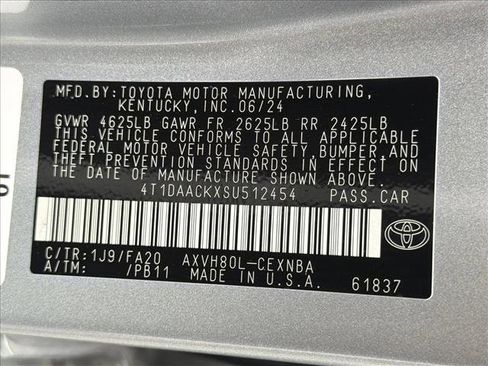 MFD.BY:TOYOTA MOTOR MANUFACTURING,
KENTUCKY,INC.06/24
GVWR 4625LB GAWR FR 2625LB RR 2425LB
THIS VEHICLE CONFORMS TO ALL APPLICABLE
FEDERAL MOTOR VEHICLE SAFETY, BUMPER AND
THEFT PREVENTION STANDARDS IN EFFECT ON
THE DATE OF MANUFACTURE SHOWN ABOVE.
4T1DAACKXSU512454 PASS.CAR
C/TR:1J9/FA20 AXVH80L-CEXNBA
A/TM: /PB11 MADE IN U.S.A. 61837